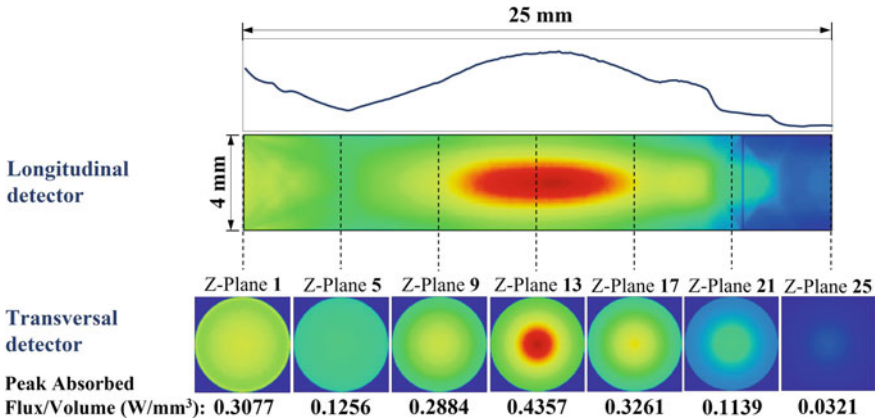 25 mm
4 mm
Longitudinal
detector
Z-Plane 1 Z-Plane 5 Z-Plane 9 Z-Plane 13 Z-Plane 17 Z-Plane 21 Z-Plane 25
Transversal
detector
Peak Absorbed
Flux/Volume (W/mm³): 0.3077 0.1256 0.2884 0.4357 0.3261 0.1139 0.0321